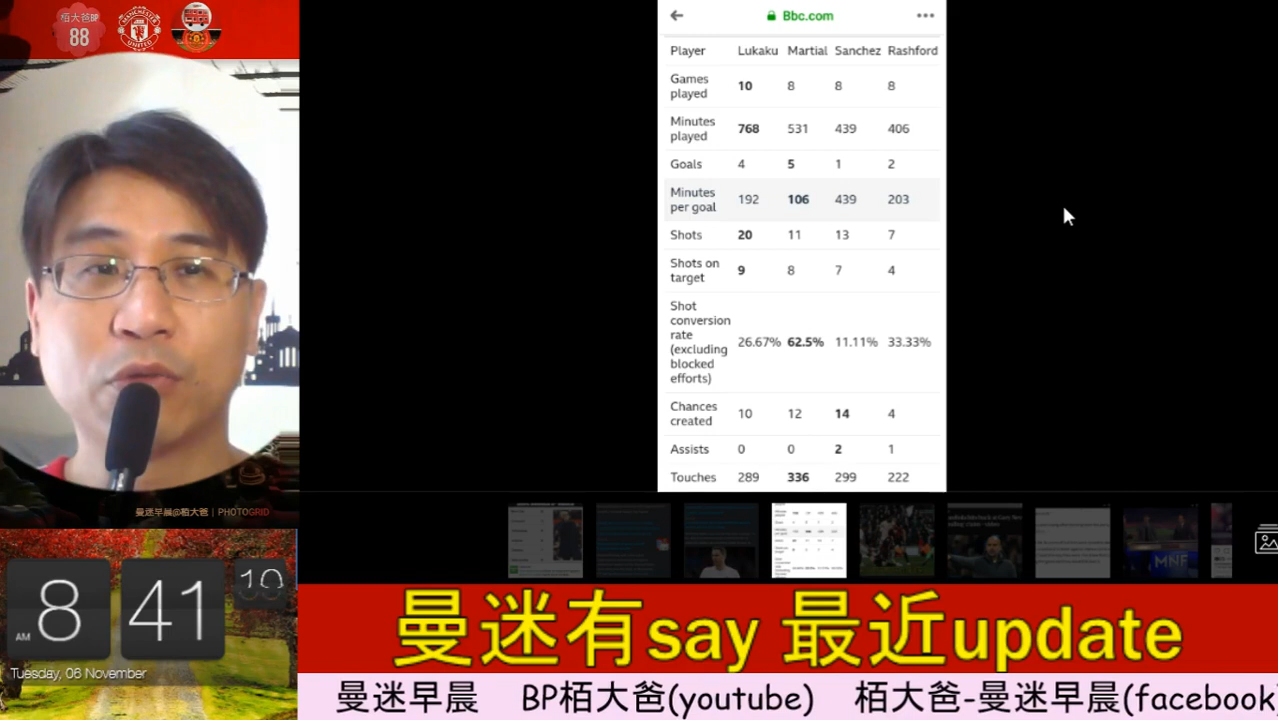 栢大爸
88
MANCHESTER
UNITED
Bbc.com
Player Lukaku Martial Sanchez Rashford
Games played 10 8 8 8
Minutes played 768 531 439 406
Goals 4 5 1 2
Minutes per goal 192 106 439 203
Shots 20 11 13 7
Shots on target 9 8 7 4
Shot conversion rate (excluding blocked efforts) 26.67% 62.5% 11.11% 33.33%
Chances created 10 12 14 4
Assists 0 0 2 1
Touches 289 336 299 222
曼迷早晨@栢大爸 | PHOTOGRID
MNF
AM 8 41 10
Tuesday, 06 November
曼迷有say 最近update
曼迷早晨 BP栢大爸(youtube) 栢大爸-曼迷早晨(facebook)